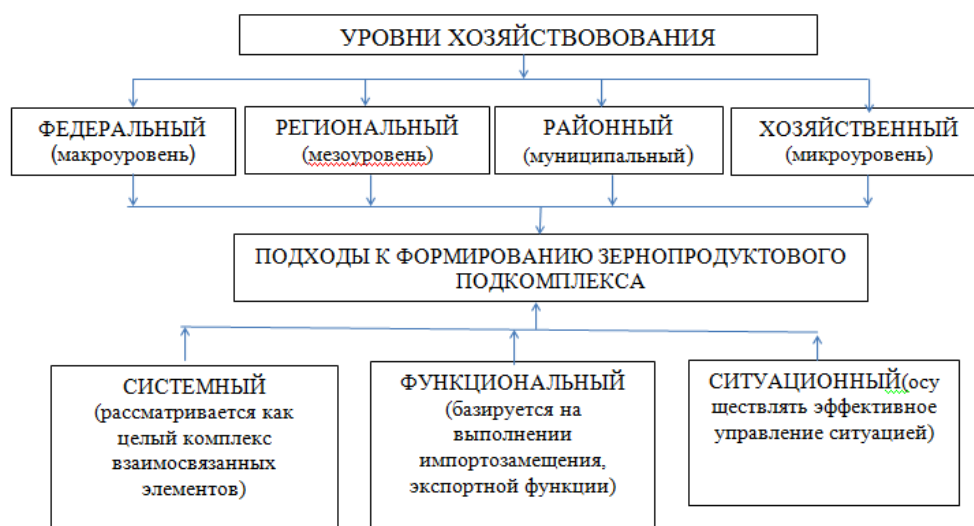 УРОВНИ ХОЗЯЙСТВОВОВАНИЯ
ФЕДЕРАЛЬНЫЙ
(макроуровень)
РЕГИОНАЛЬНЫЙ
(мезоуровень)
РАЙОННЫЙ
(муниципальный)
ХОЗЯЙСТВЕННЫЙ
(микроуровень)
ПОДХОДЫ К ФОРМИРОВАНИЮ ЗЕРНОПРОДУКТОВОГО
ПОДКОМПЛЕКСА
СИСТЕМНЫЙ
(рассматривается как
целый комплекс
взаимосвязанных
элементов)
ФУНКЦИОНАЛЬНЫЙ
(базируется на
выполнении
импортозамещения,
экспортной функции)
СИТУАЦИОННЫЙ(осу
ществлять эффективное
управление ситуацией)